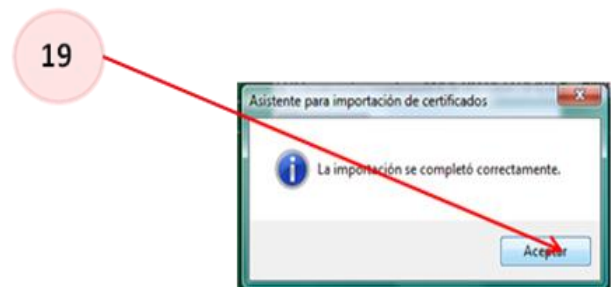 19
Asistente para importación de certificados
La importación se completó correctamente.
Aceptar